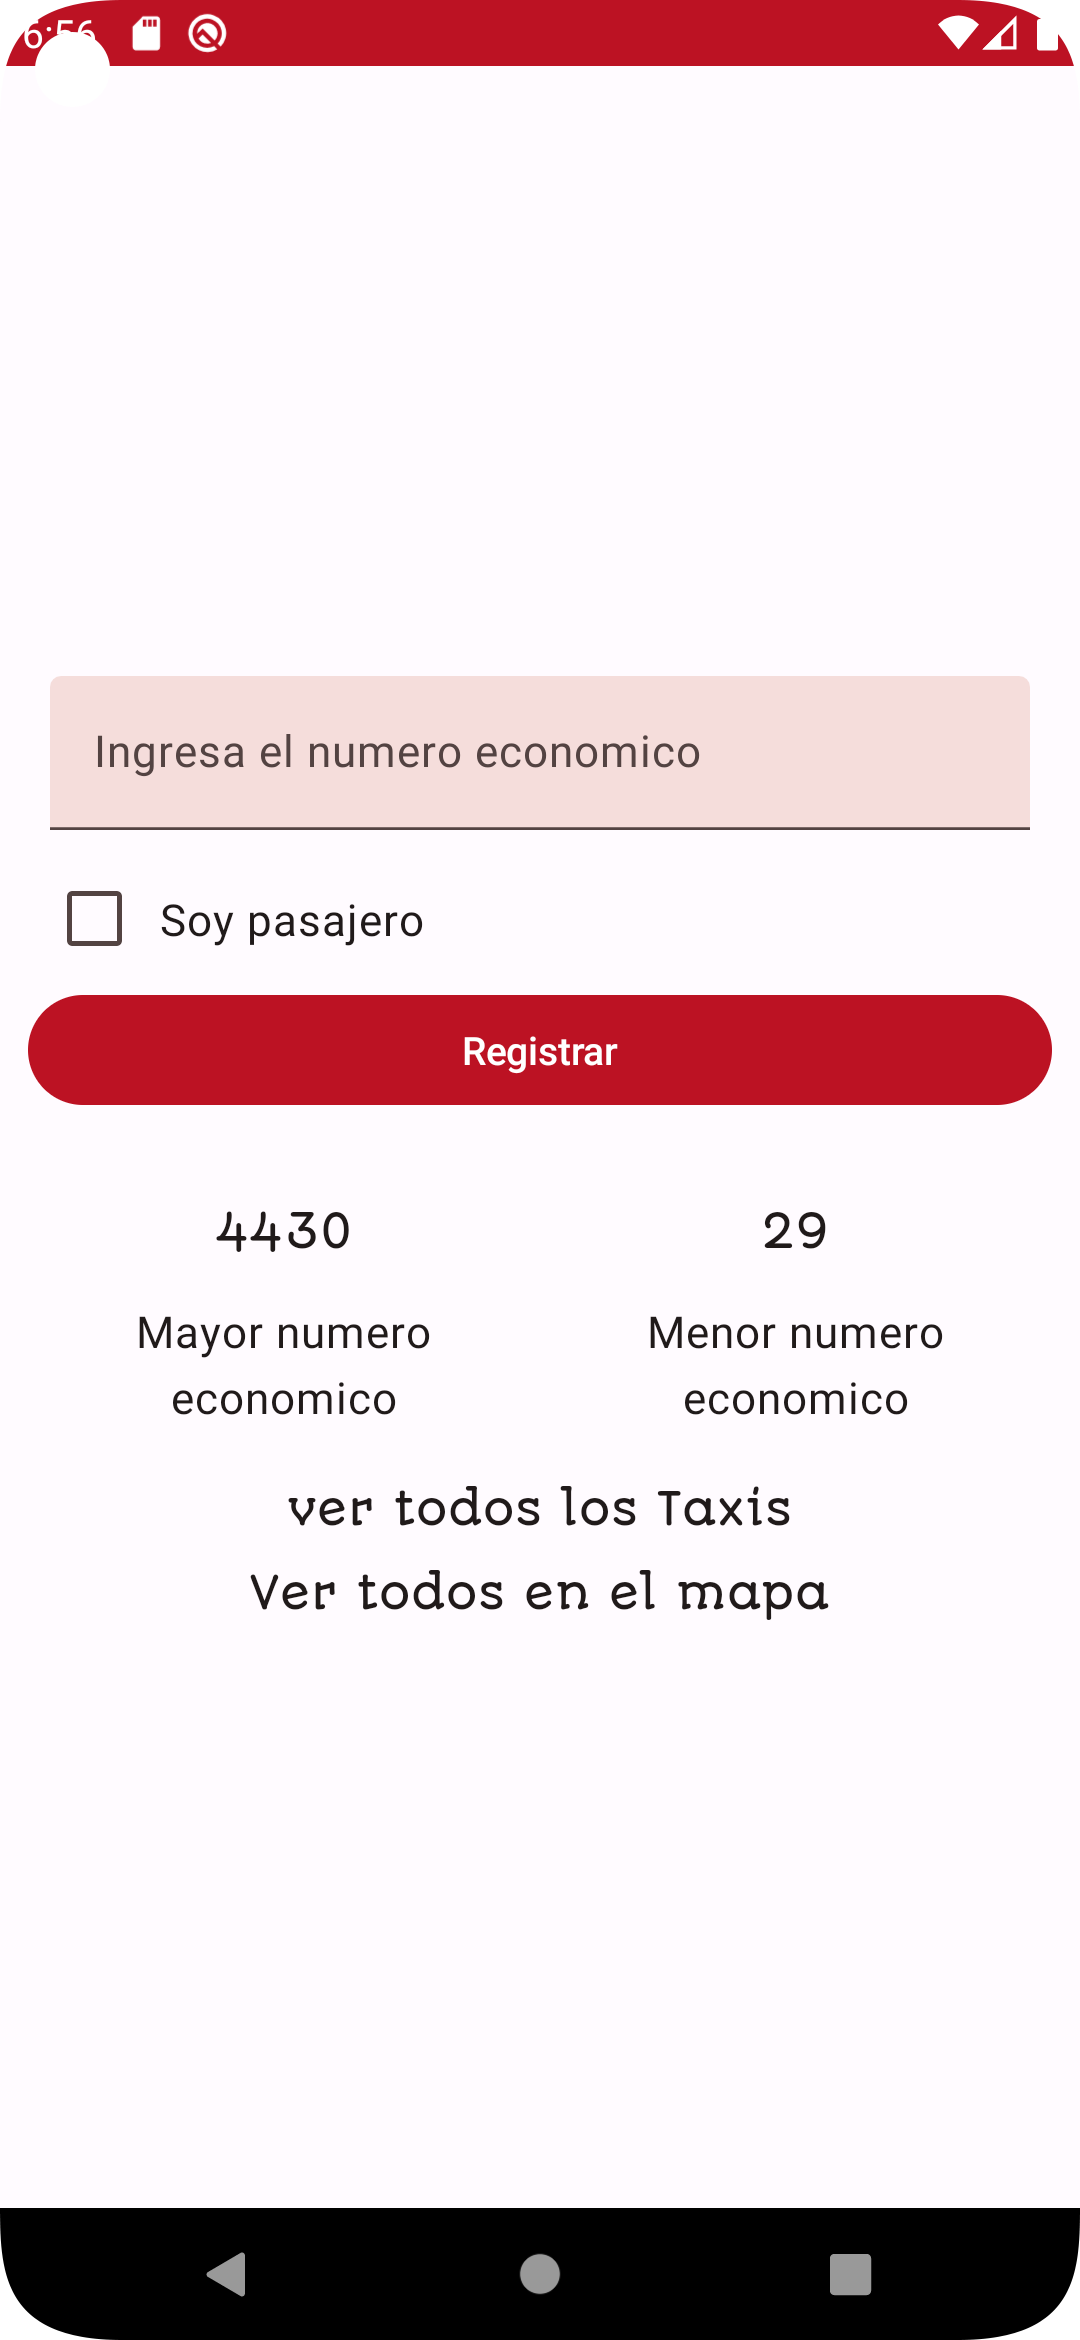 6:56
Ingresa el numero economico
Soy pasajero
Registrar
4430
29
Mayor numero
economico
Menor numero
economico
ver todos los Taxis
Ver todos en el mapa